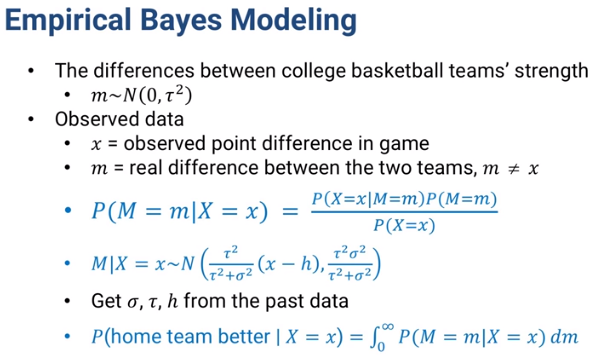 Empirical Bayes Modeling
• The differences between college basketball teams' strength
• m~N(0, τ²)
• Observed data
• x = observed point difference in game
• m = real difference between the two teams, m ≠ x
• P(M = m|X = x) = P(X=x|M=m)P(M=m) / P(X=x)
• M|X = x~N(τ²/(τ²+σ²) (x − h), τ²σ²/(τ²+σ²))
• Get σ, τ, h from the past data
• P(home team better | X = x) = ∫₀^∞ P(M = m|X = x) dm